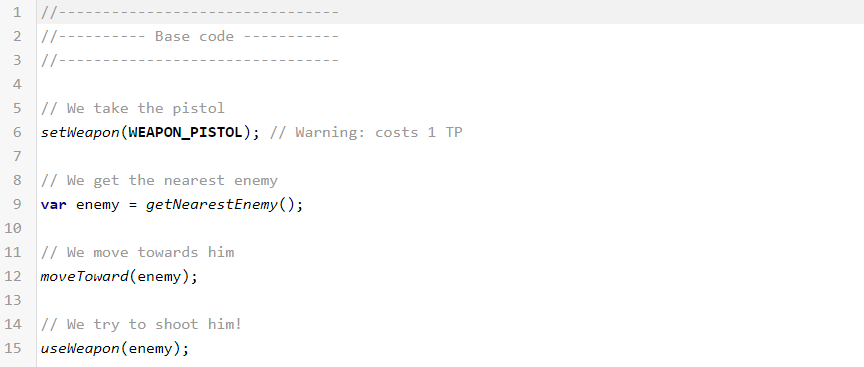 1 //--------------------------------
2 //---------- Base code -----------
3 //--------------------------------
4
5 // We take the pistol
6 setWeapon(WEAPON_PISTOL); // Warning: costs 1 TP
7
8 // We get the nearest enemy
9 var enemy = getNearestEnemy();
10
11 // We move towards him
12 moveToward(enemy);
13
14 // We try to shoot him!
15 useWeapon(enemy);